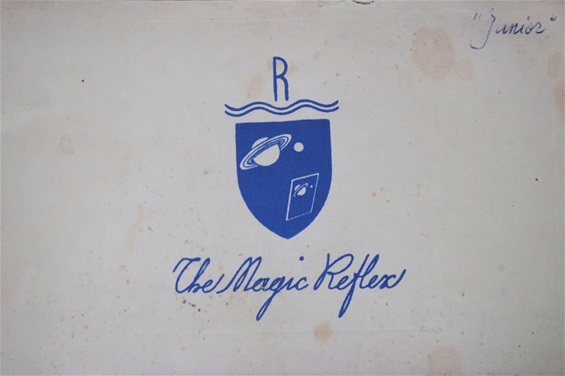 "Junior"
R
The Magic Reflex